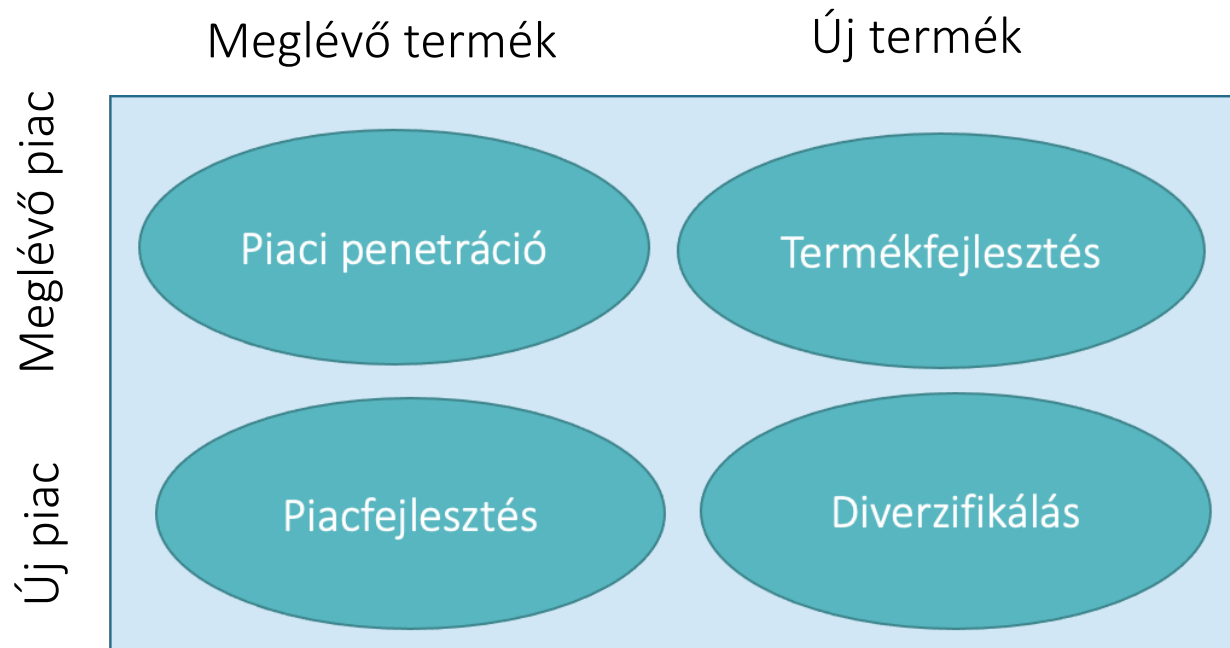 Meglévő termék
Új termék
Meglévő piac
Piaci penetráció
Termékfejlesztés
Új piac
Piacfejlesztés
Diverzifikálás